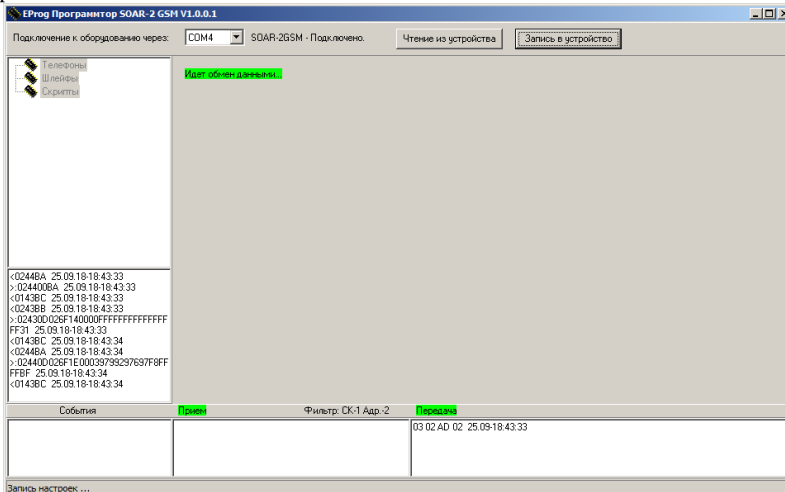 EProg Программтор SOAR-2 GSM V1.0.0.1
Подключение к оборудованию через: COM4 SOAR-2GSM - Подключено. Чтение из устройства Запись в устройство
Телефоны
Шлейфы
Скрипты
Идет обмен данными...
<0244BA 25.09.18-18:43:33
>:024400BA 25.09.18-18:43:33
<0143BC 25.09.18-18:43:33
<0243BB 25.09.18-18:43:33
>:02430D026F140000FFFFFFFFFFFFFF
FF31 25.09.18-18:43:33
<0143BC 25.09.18-18:43:34
<0244BA 25.09.18-18:43:34
>:02440D026F1E00039799297697F8FF
FFBF 25.09.18-18:43:34
<0143BC 25.09.18-18:43:34
События Прием Фильтр: СК-1 Адр.-2 Передача
03 02 AD 02 25.09-18:43:33
Запись настроек ...